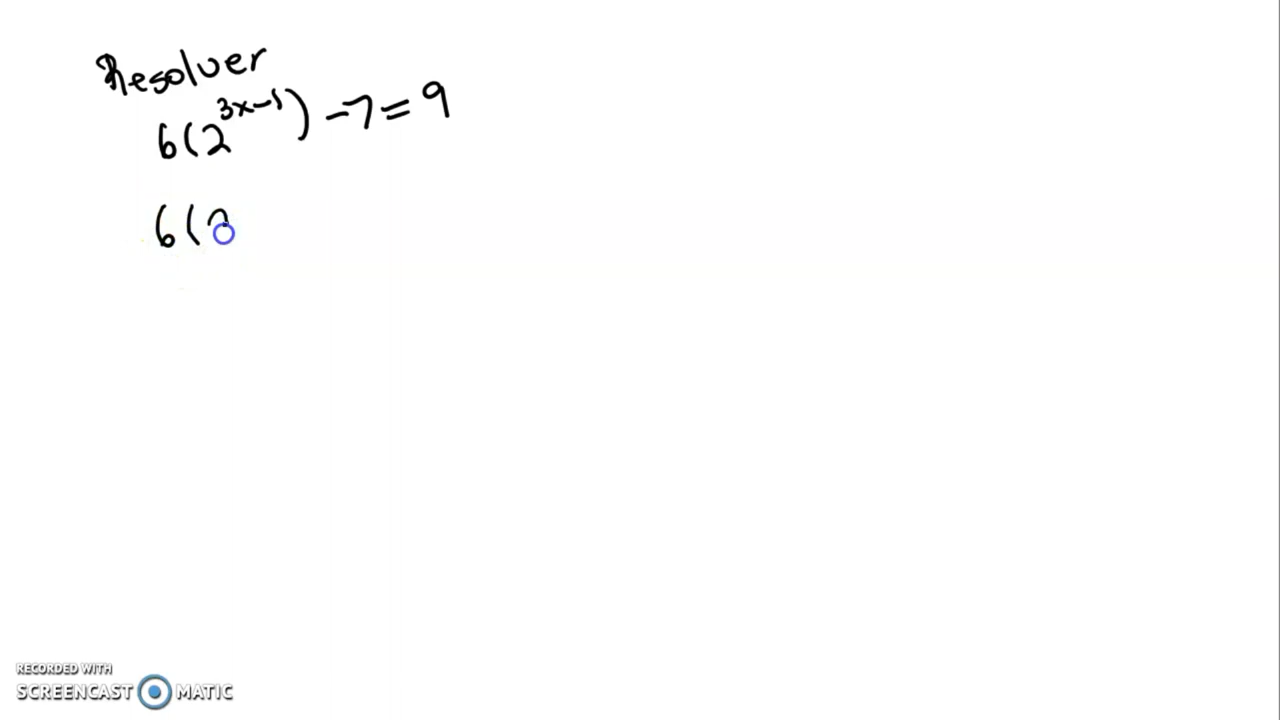 Resolver
6(2^{3x-1}) -7 = 9
6(2
RECORDED WITH
SCREENCAST MATIC